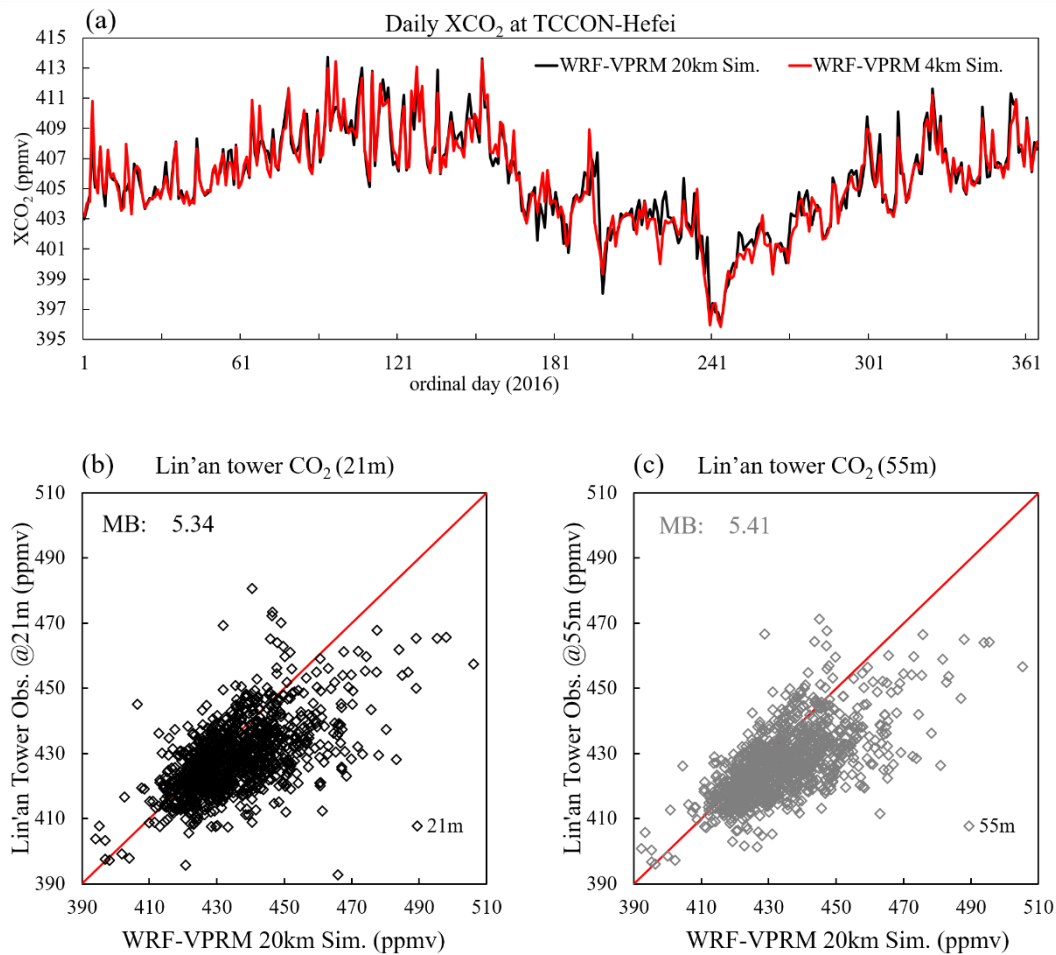 (a)
Daily XCO₂ at TCCON-Hefei
WRF-VPRM 20km Sim.
WRF-VPRM 4km Sim.
XCO₂ (ppmv)
415
413
411
409
407
405
403
401
399
397
395
1 61 121 181 241 301 361
ordinal day (2016)
(b) Lin'an tower CO₂ (21m)
MB: 5.34
Lin'an Tower Obs. @21m (ppmv)
510
490
470
450
430
410
390
21m
390 410 430 450 470 490 510
WRF-VPRM 20km Sim. (ppmv)
(c) Lin'an tower CO₂ (55m)
MB: 5.41
Lin'an Tower Obs. @55m (ppmv)
510
490
470
450
430
410
390
55m
390 410 430 450 470 490 510
WRF-VPRM 20km Sim. (ppmv)